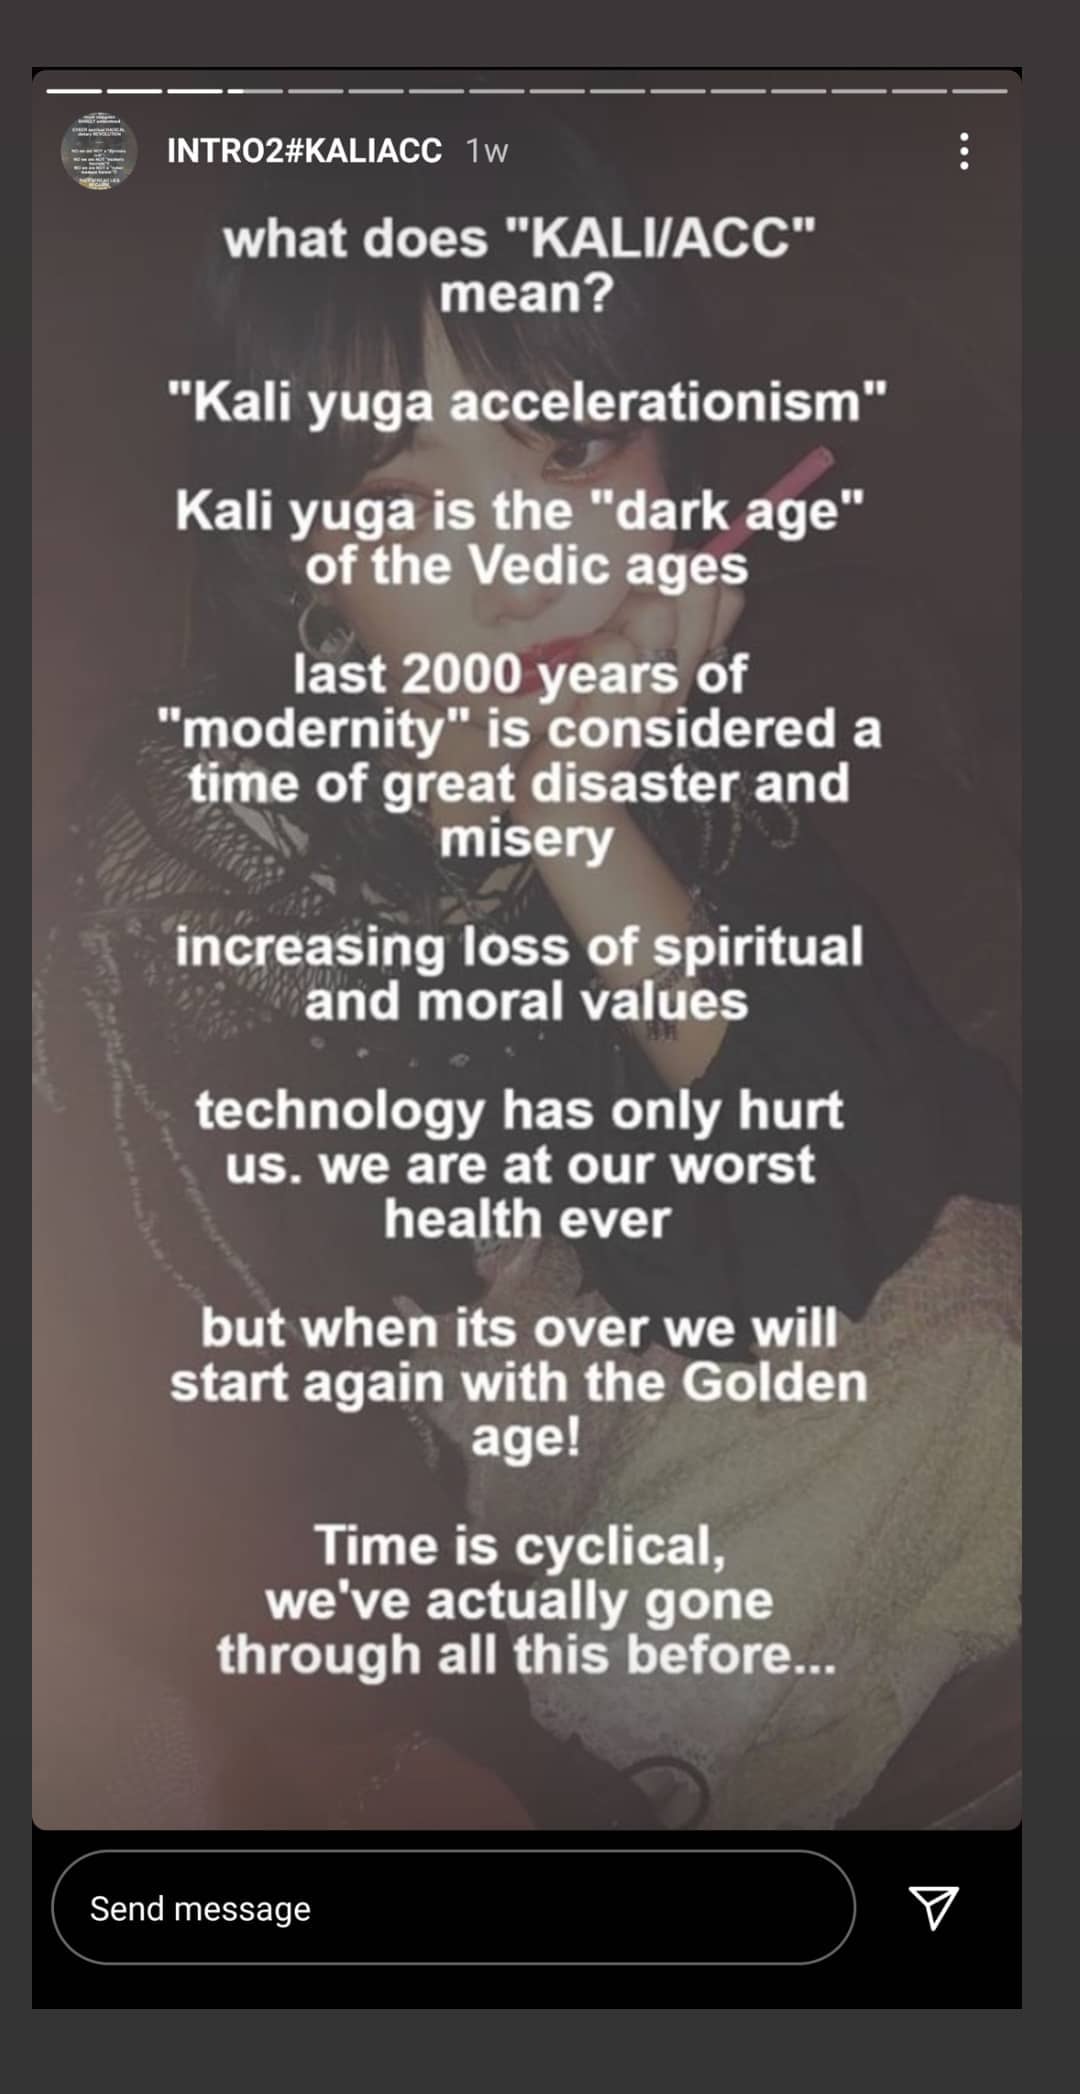 INTRO2#KALIACC 1w
what does "KALI/ACC"
mean?
"Kali yuga accelerationism"
Kali yuga is the "dark age"
of the Vedic ages
last 2000 years of
"modernity" is considered a
time of great disaster and
misery
increasing loss of spiritual
and moral values
technology has only hurt
us. we are at our worst
health ever
but when its over we will
start again with the Golden
age!
Time is cyclical,
we've actually gone
through all this before...
Send message